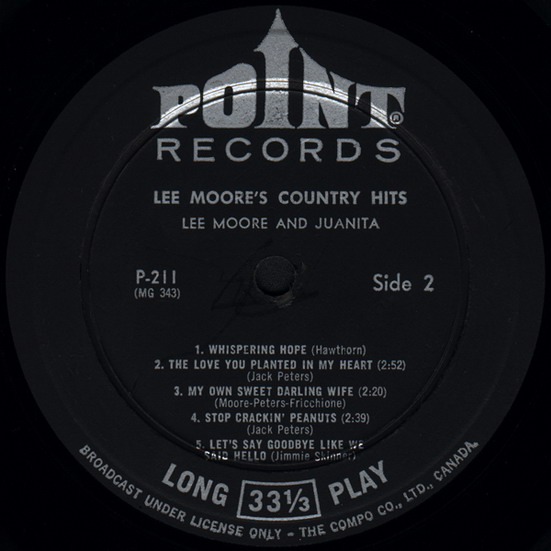 POINT®
RECORDS
LEE MOORE'S COUNTRY HITS
LEE MOORE AND JUANITA
P-211
(MG 343)
Side 2
1. WHISPERING HOPE (Hawthorn)
2. THE LOVE YOU PLANTED IN MY HEART (2:52)
(Jack Peters)
3. MY OWN SWEET DARLING WIFE (2:20)
(Moore-Peters-Fricchione)
4. STOP CRACKIN' PEANUTS (2:39)
(Jack Peters)
5. LET'S SAY GOODBYE LIKE WE
SAID HELLO (Jimmie Skinner)
LONG 33⅓ PLAY
BROADCAST UNDER LICENSE ONLY - THE COMPO CO., LTD., CANADA.